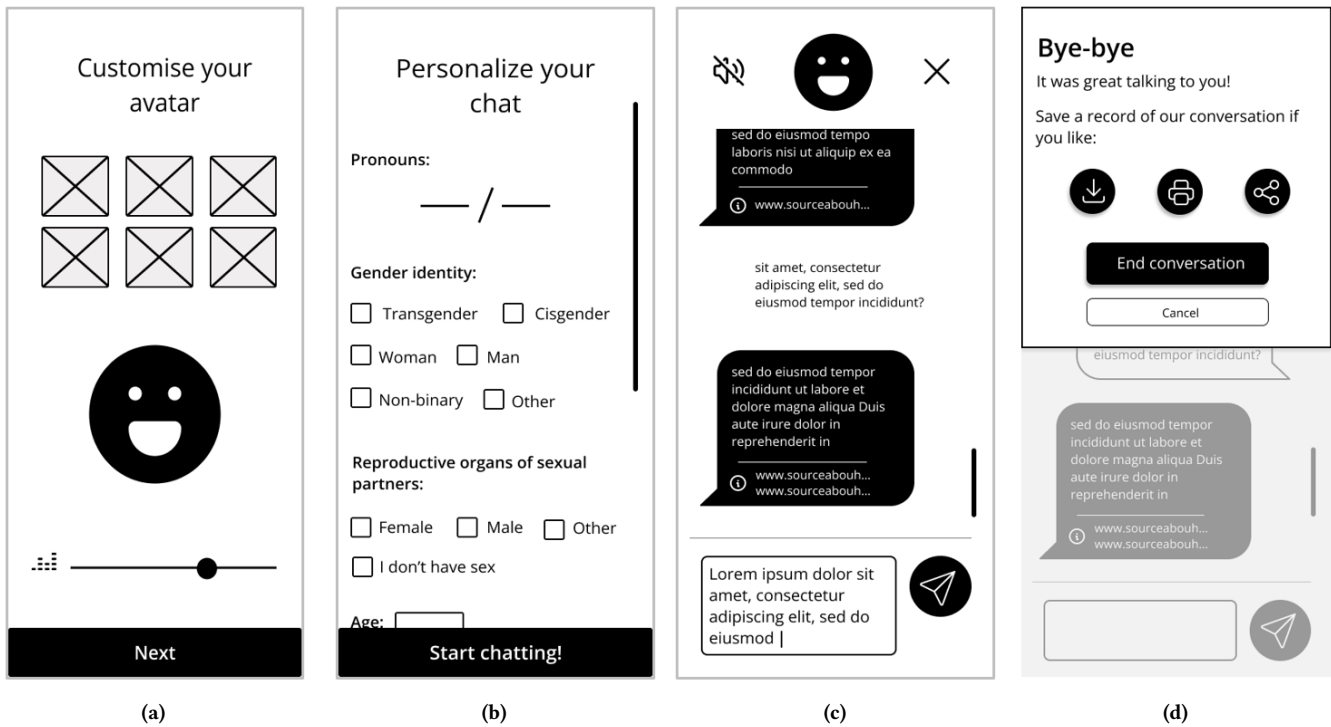 Customise your
avatar
Next
(a)
Personalize your
chat
Pronouns:
/
Gender identity:
Transgender Cisgender
Woman Man
Non-binary Other
Reproductive organs of sexual
partners:
Female Male Other
I don't have sex
Age:
Start chatting!
(b)
sed do eiusmod tempo
laboris nisi ut aliquip ex ea
commodo
www.sourceabouh...
sit amet, consectetur
adipiscing elit, sed do
eiusmod tempor incididunt?
sed do eiusmod tempor
incididunt ut labore et
dolore magna aliqua Duis
aute irure dolor in
reprehenderit in
www.sourceabouh...
www.sourceabouh...
Lorem ipsum dolor sit
amet, consectetur
adipiscing elit, sed do
eiusmod
(c)
Bye-bye
It was great talking to you!
Save a record of our conversation if
you like:
End conversation
Cancel
eiusmod tempor incididunt?
sed do eiusmod tempor
incididunt ut labore et
dolore magna aliqua Duis
aute irure dolor in
reprehenderit in
www.sourceabouh...
www.sourceabouh...
(d)